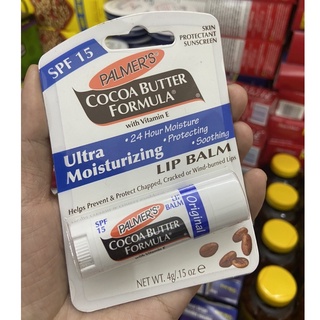 SPF 15
SKIN
PROTECTANT
SUNSCREEN
PALMER'S
COCOA BUTTER
FORMULA®
with Vitamin E
Ultra
Moisturizing
• 24 Hour Moisture
• Protecting
• Soothing
LIP BALM
Helps Prevent & Protect Chapped, Cracked or Wind-burned Lips
SPF
15
PALMER'S
COCOA BUTTER
FORMULA
LIP
BALM
Original
NET WT. 4g/.15 oz